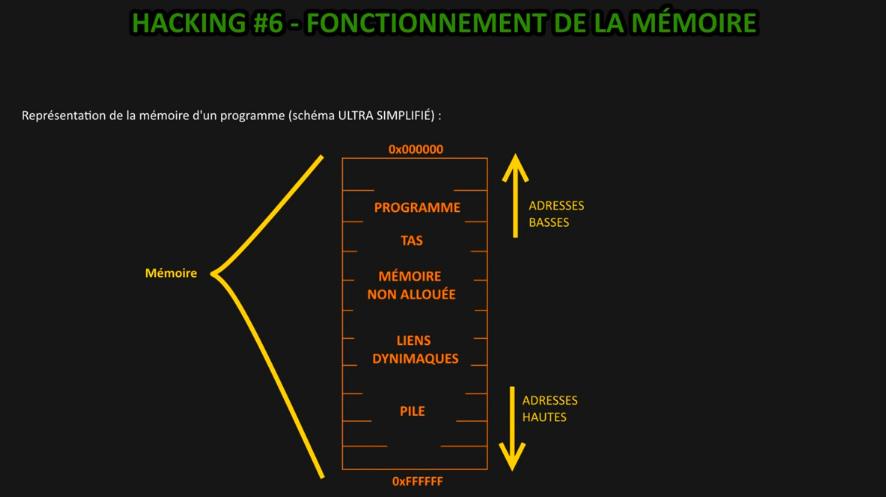 HACKING #6 - FONCTIONNEMENT DE LA MÉMOIRE
Représentation de la mémoire d'un programme (schéma ULTRA SIMPLIFIÉ) :
0x000000
PROGRAMME
ADRESSES
BASSES
TAS
Mémoire
MÉMOIRE
NON ALLOUÉE
LIENS
DYNIMAQUES
PILE
ADRESSES
HAUTES
0xFFFFFF